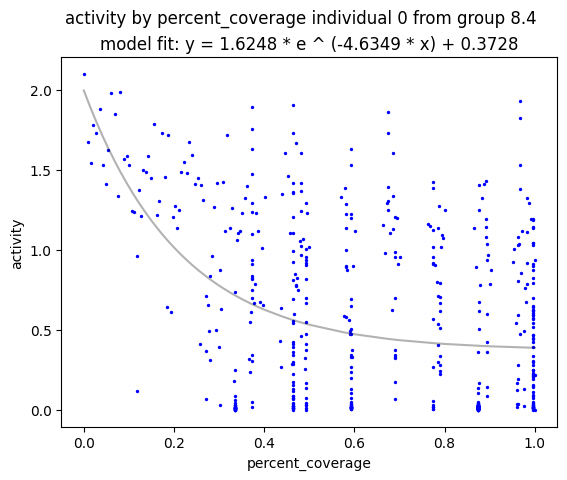 activity by percent_coverage individual 0 from group 8.4
model fit: y = 1.6248 * e ^ (-4.6349 * x) + 0.3728
2.0
1.5
1.0
0.5
0.0
activity
0.0 0.2 0.4 0.6 0.8 1.0
percent_coverage